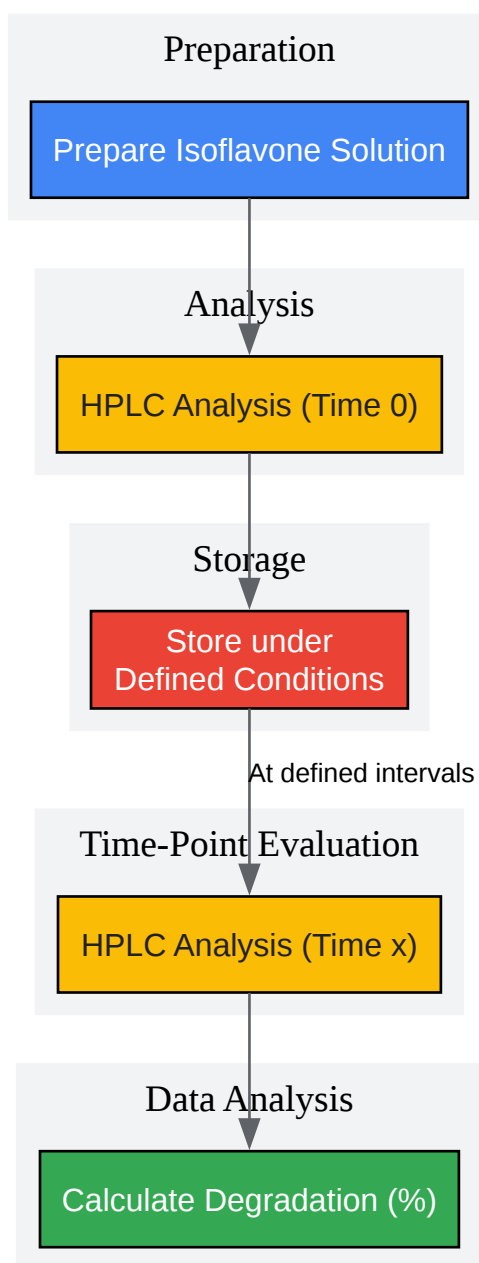 Preparation
Prepare Isoflavone Solution
Analysis
HPLC Analysis (Time 0)
Storage
Store under
Defined Conditions
At defined intervals
Time-Point Evaluation
HPLC Analysis (Time x)
Data Analysis
Calculate Degradation (%)